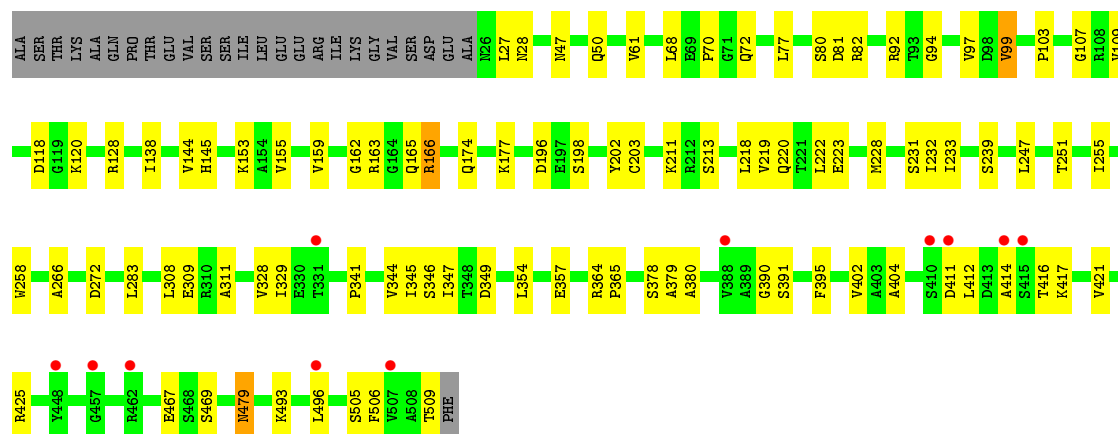 ALA SER THR LYS ALA GLN PRO THR GLU VAL SER SER ILE LEU GLU GLU ARG ILE LYS GLY VAL SER ASP GLU ALA N26 L27 N28 N47 Q50 V61 L68 E69 P70 G71 Q72 L77 S80 D81 R82 R92 T93 G94 V97 D98 V99 P103 G107 R108
D118 G119 K120 R128 I138 V144 H145 K153 A154 V155 V159 G162 R163 G164 Q165 R166 Q174 K177 D196 E197 S198 Y202 C203 K211 R212 S213 L218 V219 Q220 T221 L222 E223 M228 S231 I232 I233 S239 L247 T251 I255
W258 A266 D272 L283 L308 E309 R310 A311 V328 I329 E330 T331 P341 V344 I345 S346 I347 T348 D349 L354 E357 R364 P365 S378 A379 A380 V388 A389 G390 S391 F395 V402 A403 A404 S410 D411 L412 D413 A414 S415 T416 K417 V421
R425 Y448 G457 R462 E467 S468 S469 N479 K493 L496 S505 F506 V507 A508 T509 PHE